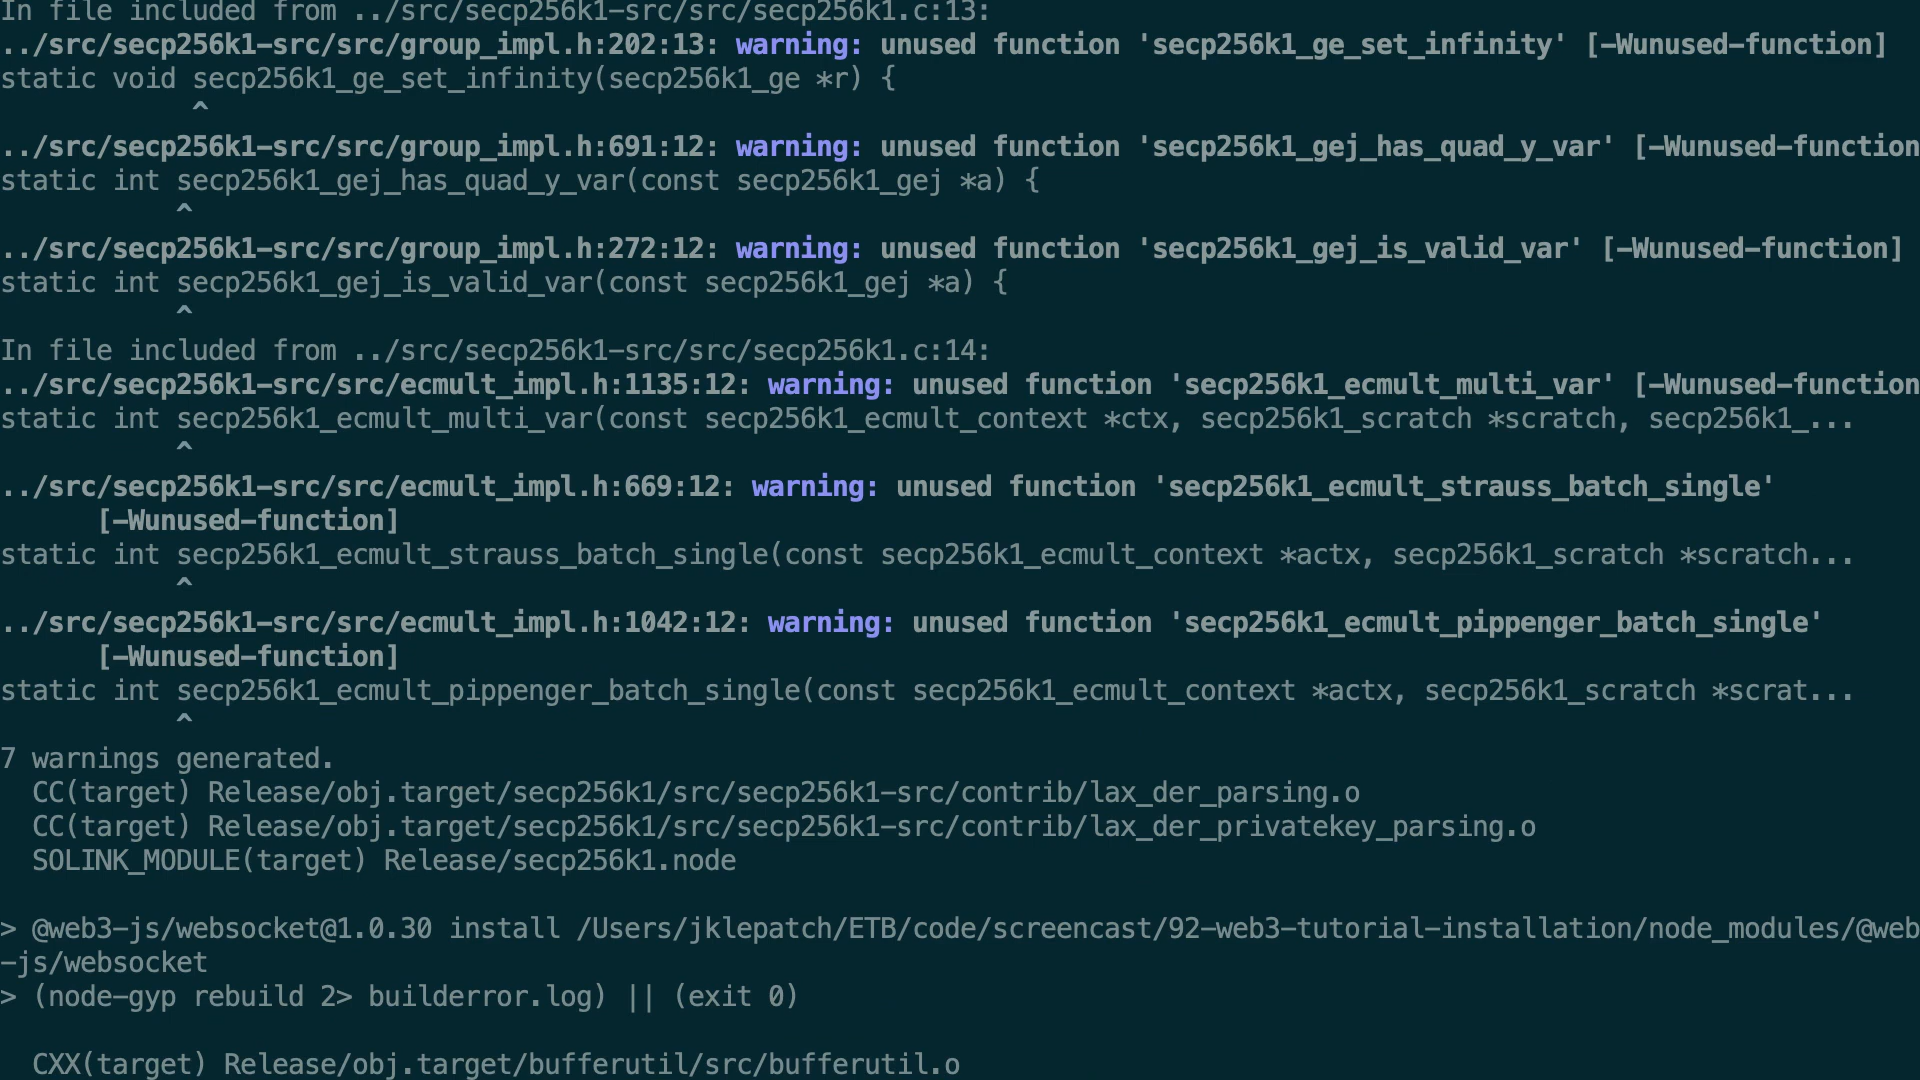 In file included from ../src/secp256k1-src/src/secp256k1.c:13:
../src/secp256k1-src/src/group_impl.h:202:13: warning: unused function 'secp256k1_ge_set_infinity' [-Wunused-function]
static void secp256k1_ge_set_infinity(secp256k1_ge *r) {
            ^
../src/secp256k1-src/src/group_impl.h:691:12: warning: unused function 'secp256k1_gej_has_quad_y_var' [-Wunused-function
static int secp256k1_gej_has_quad_y_var(const secp256k1_gej *a) {
           ^
../src/secp256k1-src/src/group_impl.h:272:12: warning: unused function 'secp256k1_gej_is_valid_var' [-Wunused-function]
static int secp256k1_gej_is_valid_var(const secp256k1_gej *a) {
           ^
In file included from ../src/secp256k1-src/src/secp256k1.c:14:
../src/secp256k1-src/src/ecmult_impl.h:1135:12: warning: unused function 'secp256k1_ecmult_multi_var' [-Wunused-function
static int secp256k1_ecmult_multi_var(const secp256k1_ecmult_context *ctx, secp256k1_scratch *scratch, secp256k1_...
           ^
../src/secp256k1-src/src/ecmult_impl.h:669:12: warning: unused function 'secp256k1_ecmult_strauss_batch_single'
      [-Wunused-function]
static int secp256k1_ecmult_strauss_batch_single(const secp256k1_ecmult_context *actx, secp256k1_scratch *scratch...
           ^
../src/secp256k1-src/src/ecmult_impl.h:1042:12: warning: unused function 'secp256k1_ecmult_pippenger_batch_single'
      [-Wunused-function]
static int secp256k1_ecmult_pippenger_batch_single(const secp256k1_ecmult_context *actx, secp256k1_scratch *scrat...
           ^
7 warnings generated.
  CC(target) Release/obj.target/secp256k1/src/secp256k1-src/contrib/lax_der_parsing.o
  CC(target) Release/obj.target/secp256k1/src/secp256k1-src/contrib/lax_der_privatekey_parsing.o
  SOLINK_MODULE(target) Release/secp256k1.node
> @web3-js/websocket@1.0.30 install /Users/jklepatch/ETB/code/screencast/92-web3-tutorial-installation/node_modules/@web
-js/websocket
> (node-gyp rebuild 2> builderror.log) || (exit 0)
  CXX(target) Release/obj.target/bufferutil/src/bufferutil.o